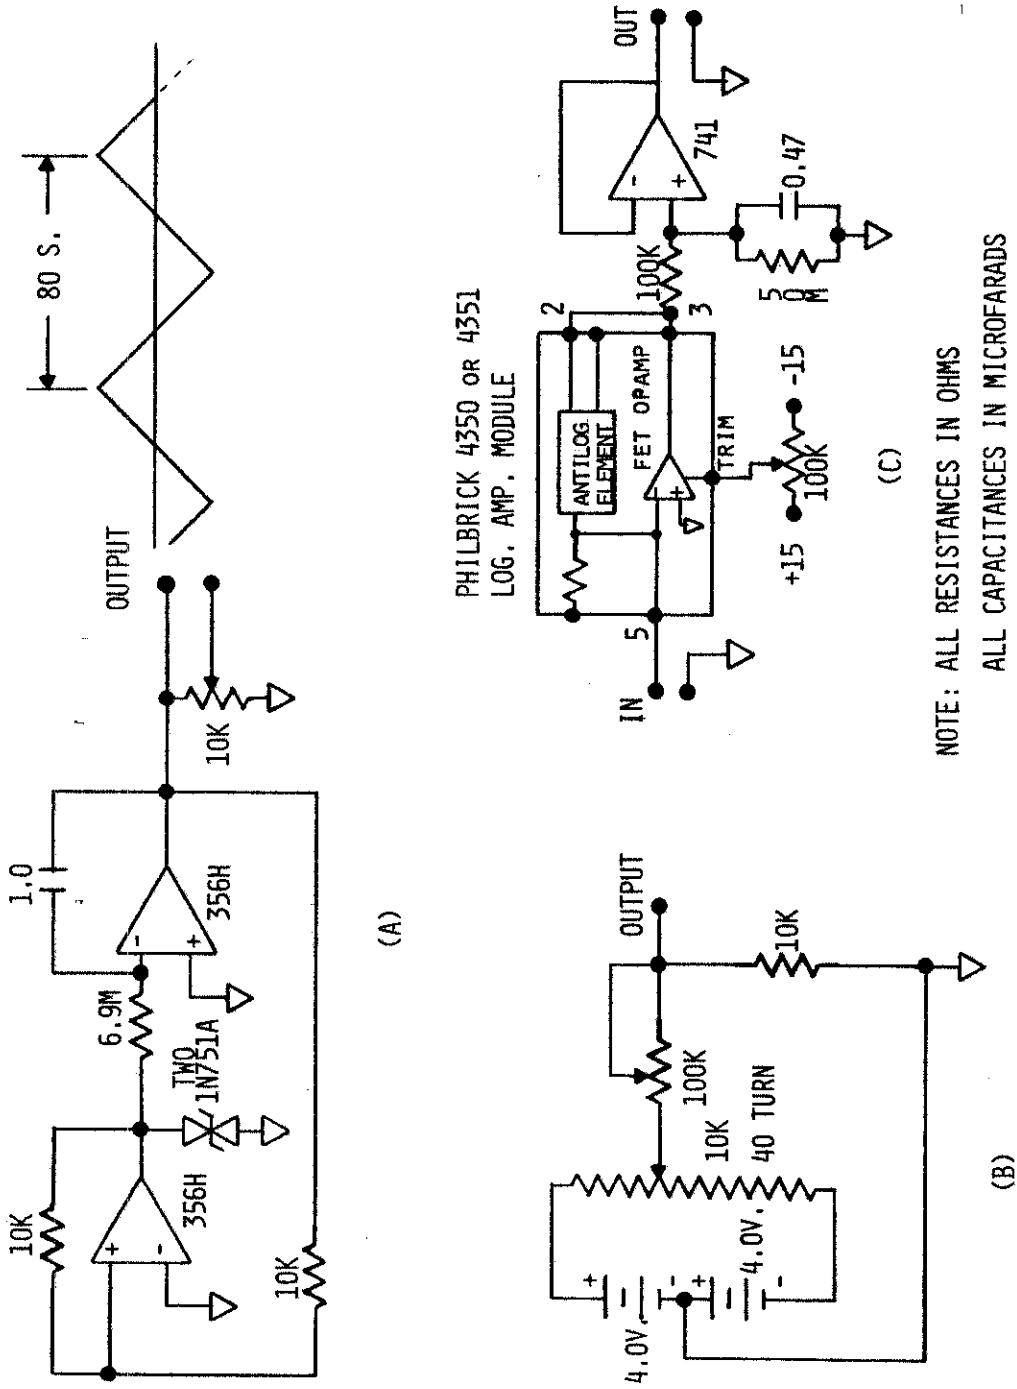 80 S.
OUTPUT
1.0
10K
6.9M
-
+
356H
TWO
1N751A
+
-
356H
10K
10K
(A)
OUTPUT
10K
100K
10K
40 TURN
4.0V.
4.0V.
+
-
+
-
(B)
PHILBRICK 4350 OR 4351
LOG. AMP. MODULE
OUT
741
-
+
0.47
50M
100K
2
3
5
IN
ANTILOG
ELEMENT
FET OPAMP
-
+
TRIM
+15
-15
100K
(C)
NOTE: ALL RESISTANCES IN OHMS
ALL CAPACITANCES IN MICROFARADS